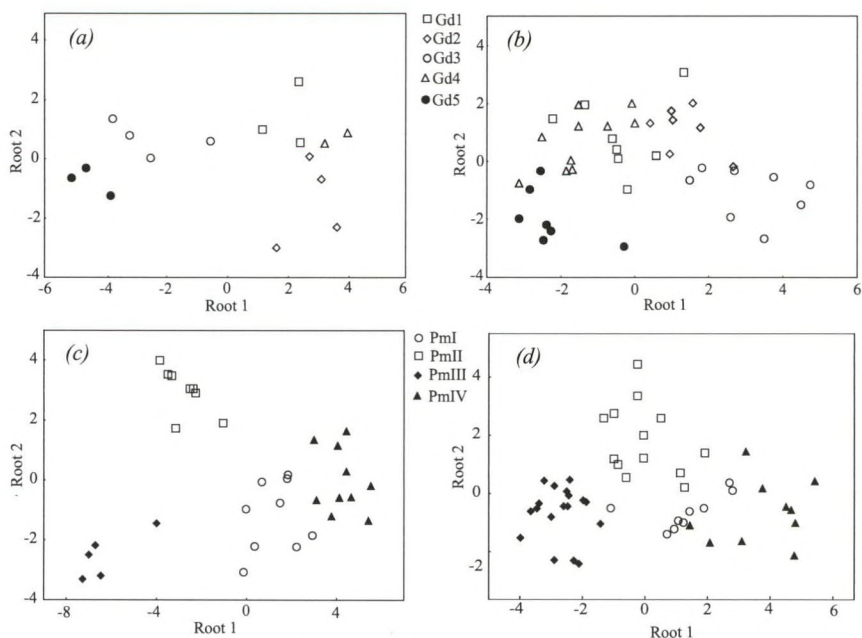 (a)
4
2
0
-2
-4
Root 2
-6 -4 -2 0 2 4 6
Root 1
Gd1
Gd2
Gd3
Gd4
Gd5
(b)
4
2
0
-2
-4
Root 2
-4 -2 0 2 4 6
Root 1
(c)
4
2
0
-2
-4
Root 2
-8 -4 0 4
Root 1
PmI
PmII
PmIII
PmIV
(d)
4
2
0
-2
Root 2
-4 -2 0 2 4 6
Root 1